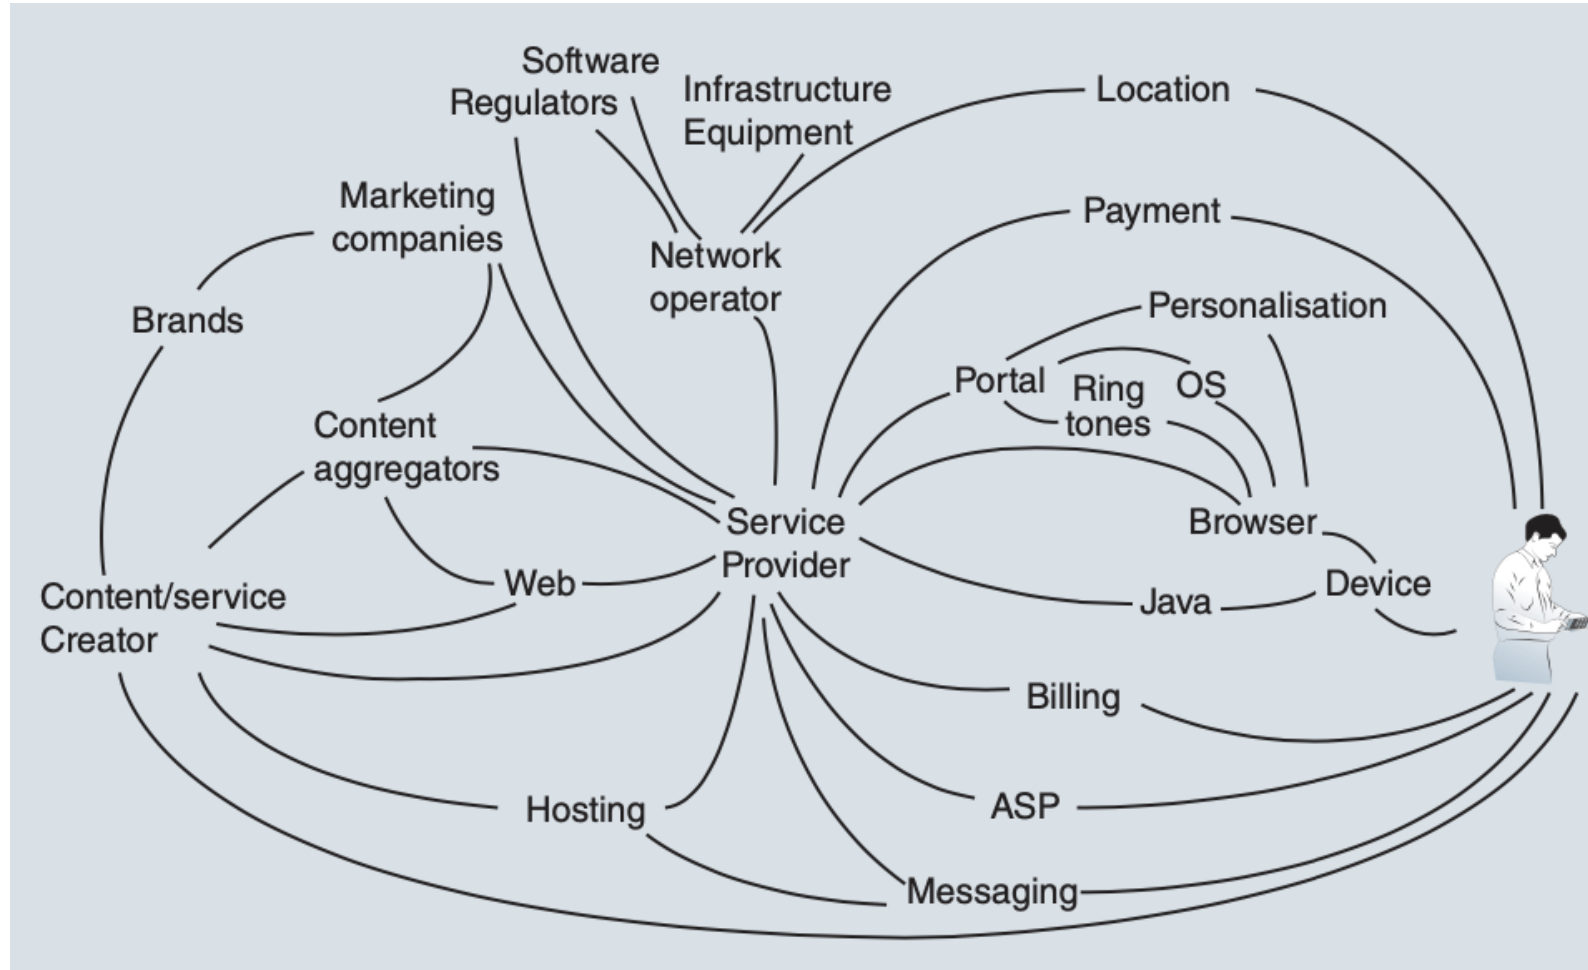 Software
Regulators
Infrastructure
Equipment
Location
Marketing
companies
Payment
Network
operator
Brands
Personalisation
Portal
Ring
tones
OS
Content
aggregators
Service
Provider
Browser
Web
Device
Java
Content/service
Creator
Billing
Hosting
ASP
Messaging